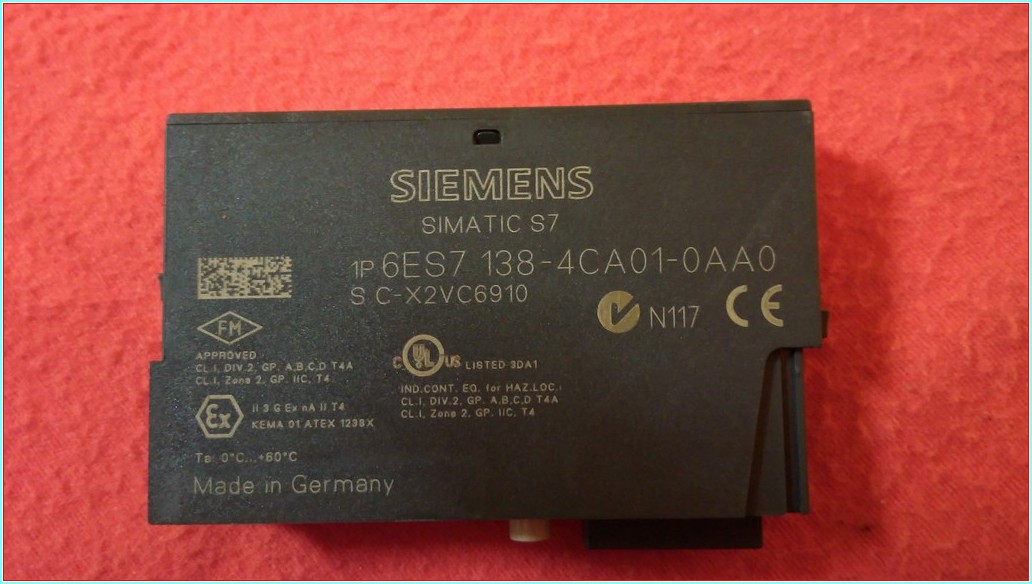 SIEMENS
SIMATIC S7
1P 6ES7 138-4CA01-0AA0
S C-X2VC6910
N117 CE
FM
APPROVED
CL.I, DIV.2, GP. A,B,C,D T4A
CL.I, Zone 2, GP. IIC, T4
C UL US LISTED 3DA1
IND.CONT. EQ. for HAZ.LOC.:
CL.I, DIV.2, GP. A,B,C,D T4A
CL.I, Zone 2, GP. IIC, T4
Ex II 3 G Ex nA II T4
KEMA 01 ATEX 1238X
Ta: 0°C...+60°C
Made in Germany